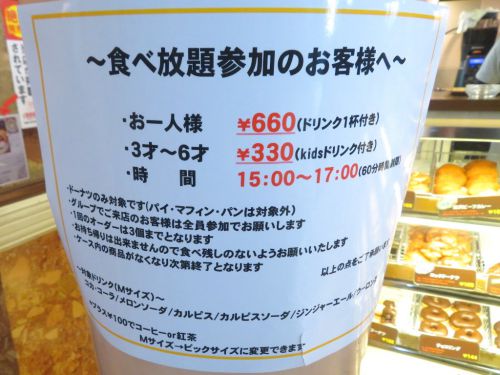 ～食べ放題参加のお客様へ～
・お一人様 ￥660(ドリンク1杯付き)
・3才～6才 ￥330(kidsドリンク付き)
・時 間 15:00～17:00(60分時間制限)
・ドーナツのみ対象です(パイ・マフィン・パンは対象外)
・グループでご来店のお客様は全員参加でお願いします
・1回のオーダーは3個までとなります
・お持ち帰りは出来ませんので食べ残しのないようお願いいたします
・ケース内の商品がなくなり次第終了となります
以上の点をご了承願います
～対象ドリンク(Mサイズ)～
コカ・コーラ/メロンソーダ/カルピス/カルピスソーダ/ジンジャーエール/ウーロン
+プラス￥100でコーヒーor紅茶
Mサイズ→ビックサイズに変更できます